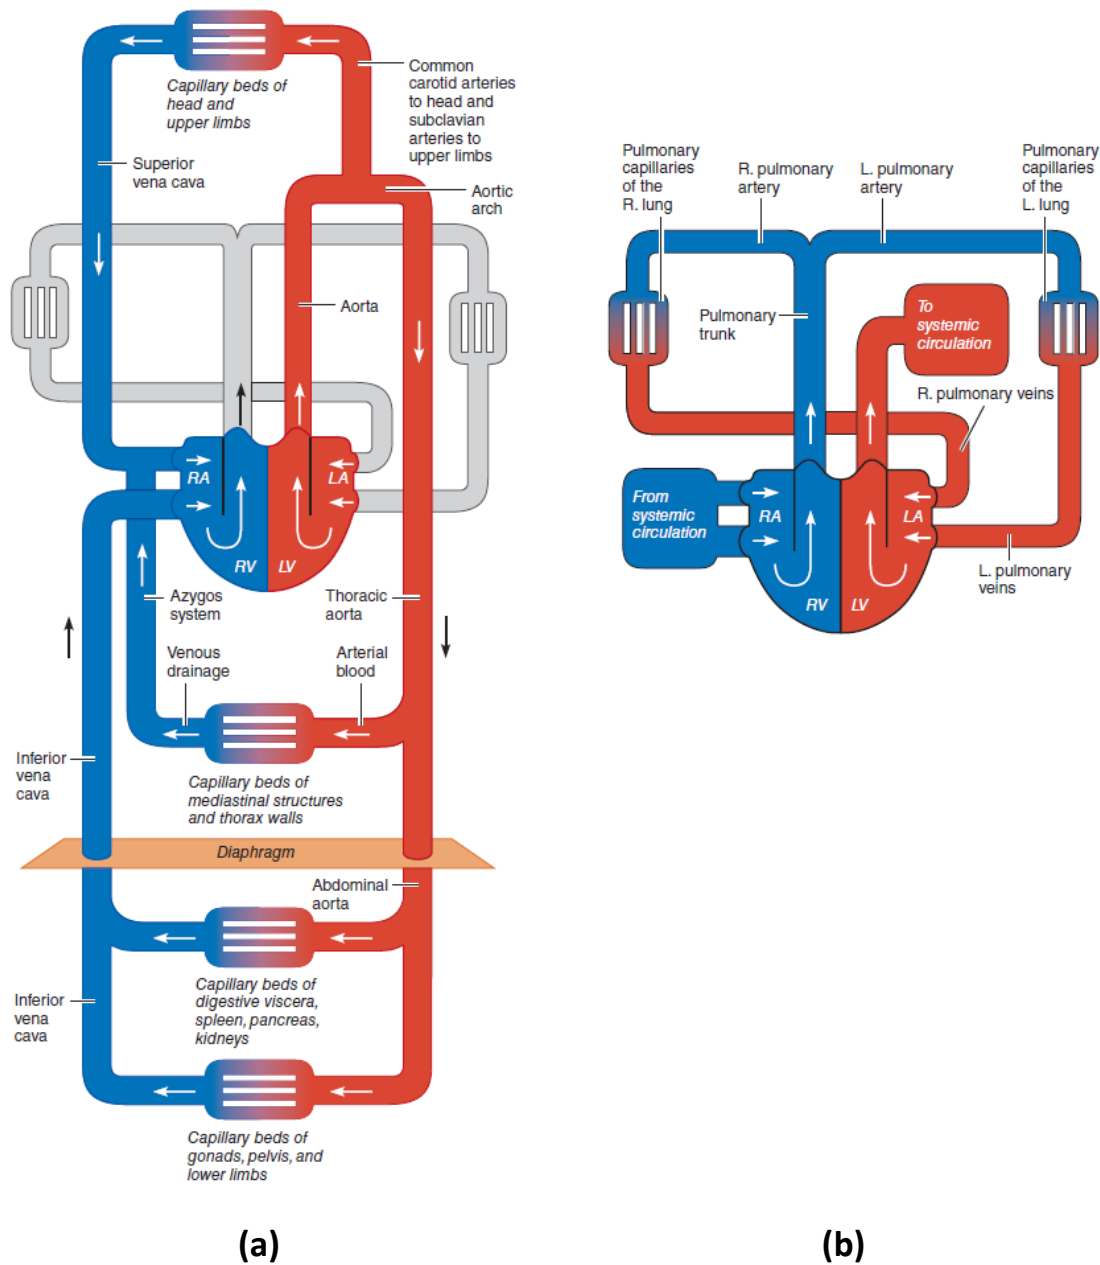 Capillary beds of
head and
upper limbs
Common
carotid arteries
to head and
subclavian
arteries to
upper limbs
Superior
vena cava
Aortic
arch
Aorta
RA
LA
RV
LV
Azygos
system
Thoracic
aorta
Venous
drainage
Arterial
blood
Inferior
vena
cava
Capillary beds of
mediastinal structures
and thorax walls
Diaphragm
Abdominal
aorta
Capillary beds of
digestive viscera,
spleen, pancreas,
kidneys
Inferior
vena
cava
Capillary beds of
gonads, pelvis, and
lower limbs
(a)
Pulmonary
capillaries
of the
R. lung
R. pulmonary
artery
L. pulmonary
artery
Pulmonary
capillaries
of the
L. lung
Pulmonary
trunk
To
systemic
circulation
R. pulmonary veins
From
systemic
circulation
RA
LA
RV
LV
L. pulmonary
veins
(b)